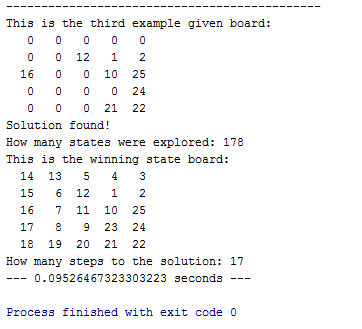 ---------------------------------------------
This is the third example given board:
0 0 0 0 0
0 0 12 1 2
16 0 0 10 25
0 0 0 0 24
0 0 0 21 22
Solution found!
How many states were explored: 178
This is the winning state board:
14 13 5 4 3
15 6 12 1 2
16 7 11 10 25
17 8 9 23 24
18 19 20 21 22
How many steps to the solution: 17
--- 0.09526467323303223 seconds ---
Process finished with exit code 0